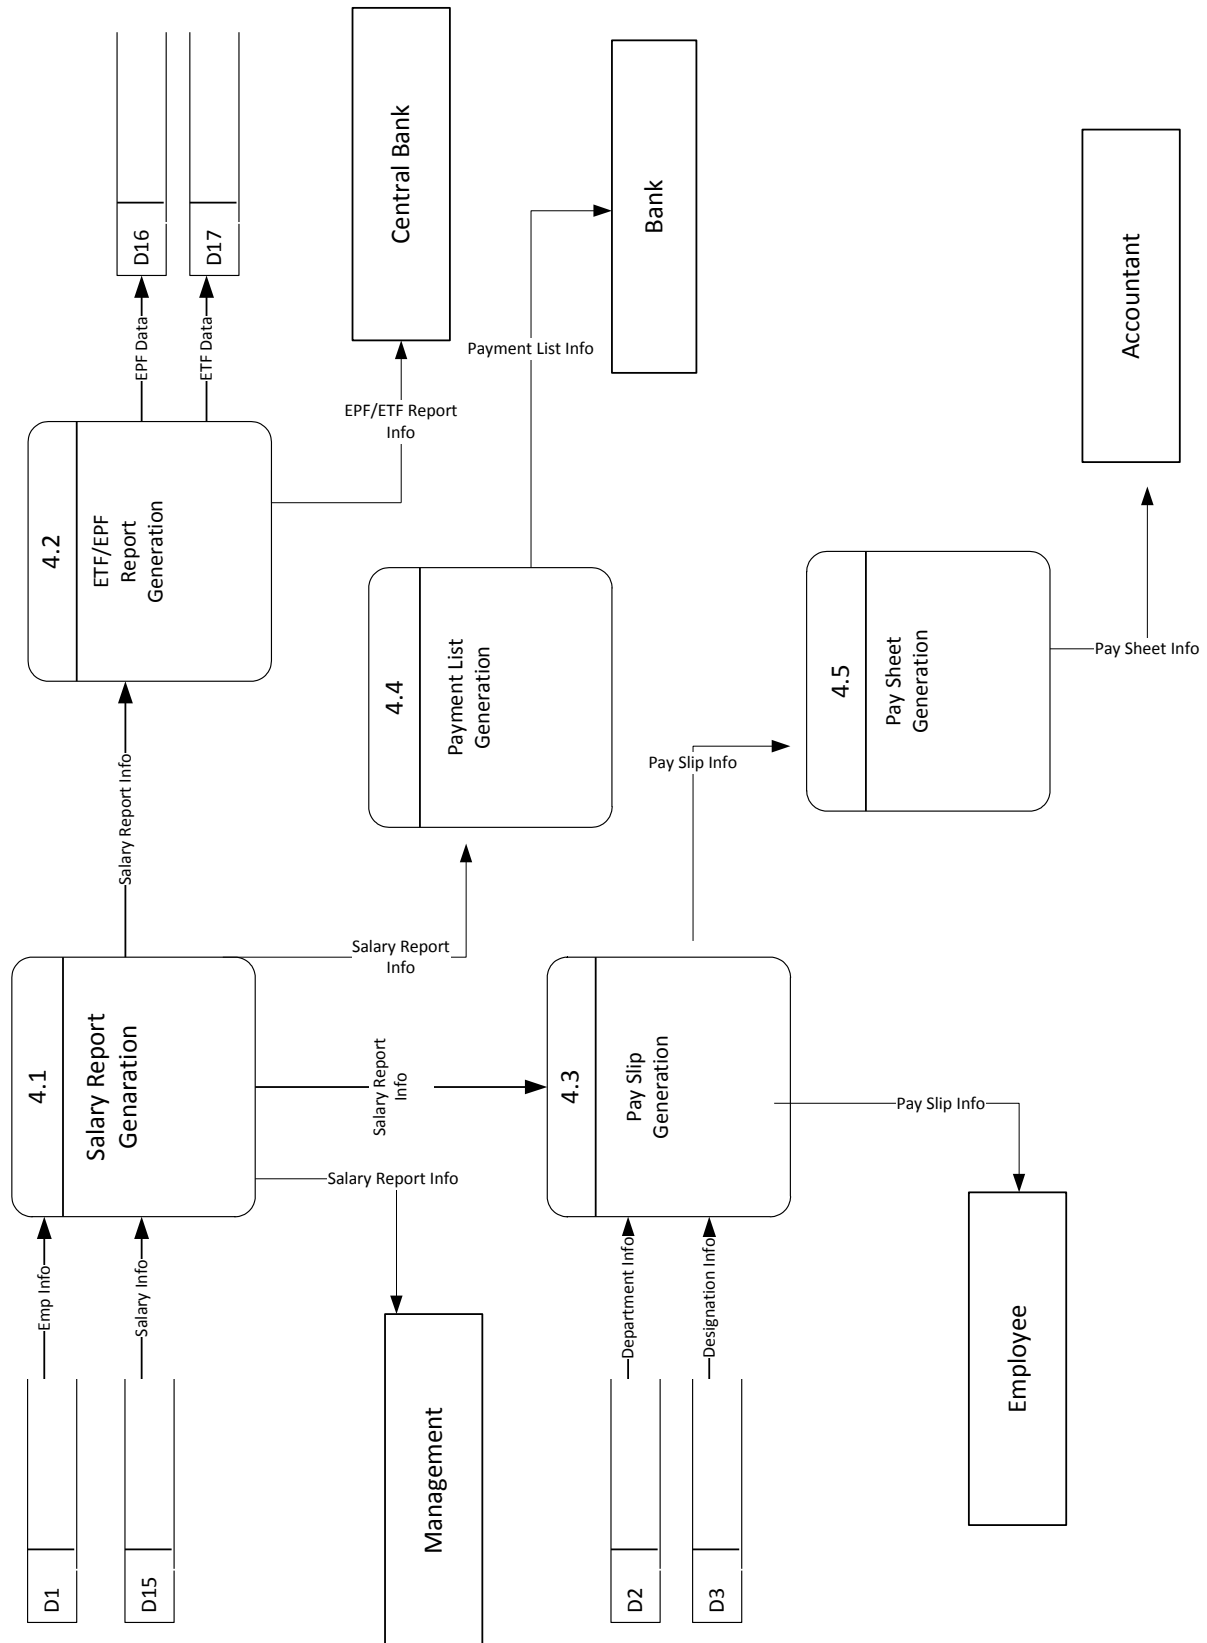 D16
D17
EPF Data
ETF Data
Central Bank
Bank
Accountant
Payment List Info
EPF/ETF Report
Info
4.2
ETF/EPF
Report
Generation
4.4
Payment List
Generation
4.5
Pay Sheet
Generation
Pay Sheet Info
Salary Report Info
Pay Slip Info
Salary Report
Info
4.1
Salary Report
Genaration
Salary Report
Info
4.3
Pay Slip
Generation
Pay Slip Info
Salary Report Info
Emp Info
Salary Info
Department Info
Designation Info
Management
Employee
D1
D15
D2
D3